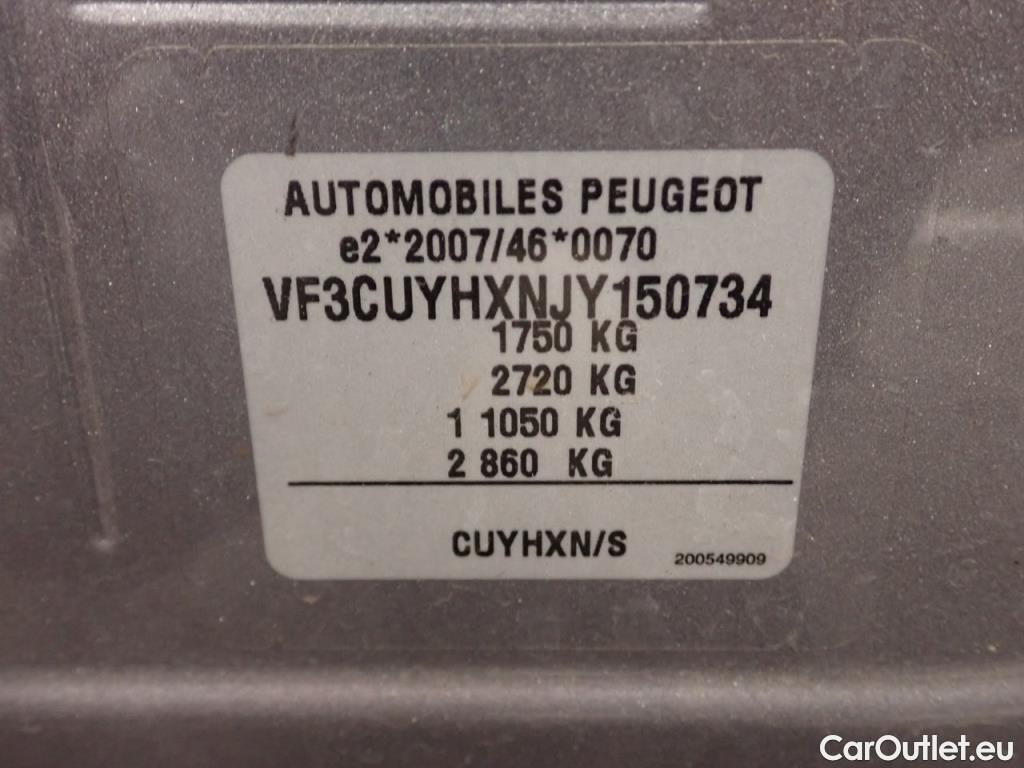 AUTOMOBILES PEUGEOT
e2*2007/46*0070
VF3CUYHXNJY150734
1750 KG
2720 KG
1 1050 KG
2 860 KG
CUYHXN/S
200549909
CarOutlet.eu